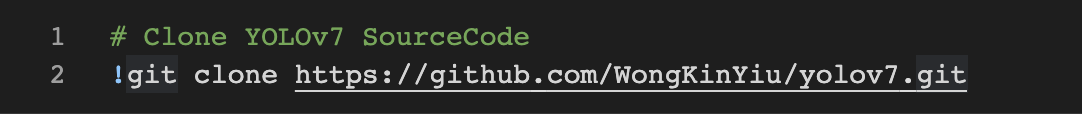 1 # Clone YOLOv7 SourceCode
2 !git clone https://github.com/WongKinYiu/yolov7.git